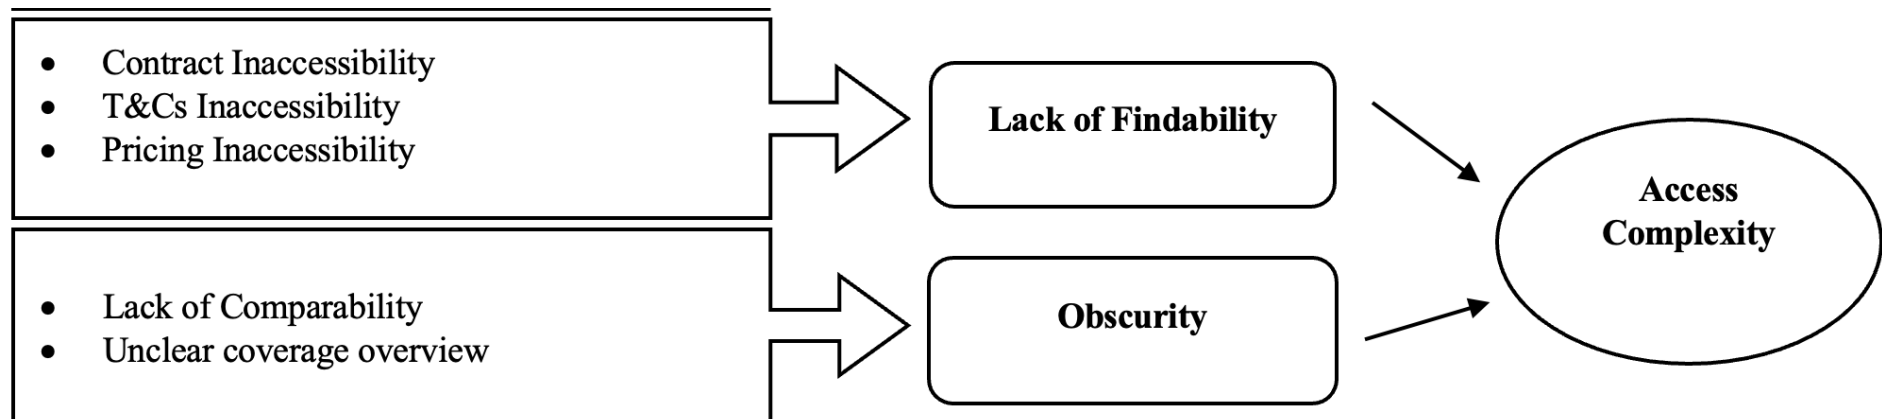 • Contract Inaccessibility
• T&Cs Inaccessibility
• Pricing Inaccessibility
Lack of Findability
• Lack of Comparability
• Unclear coverage overview
Obscurity
Access
Complexity